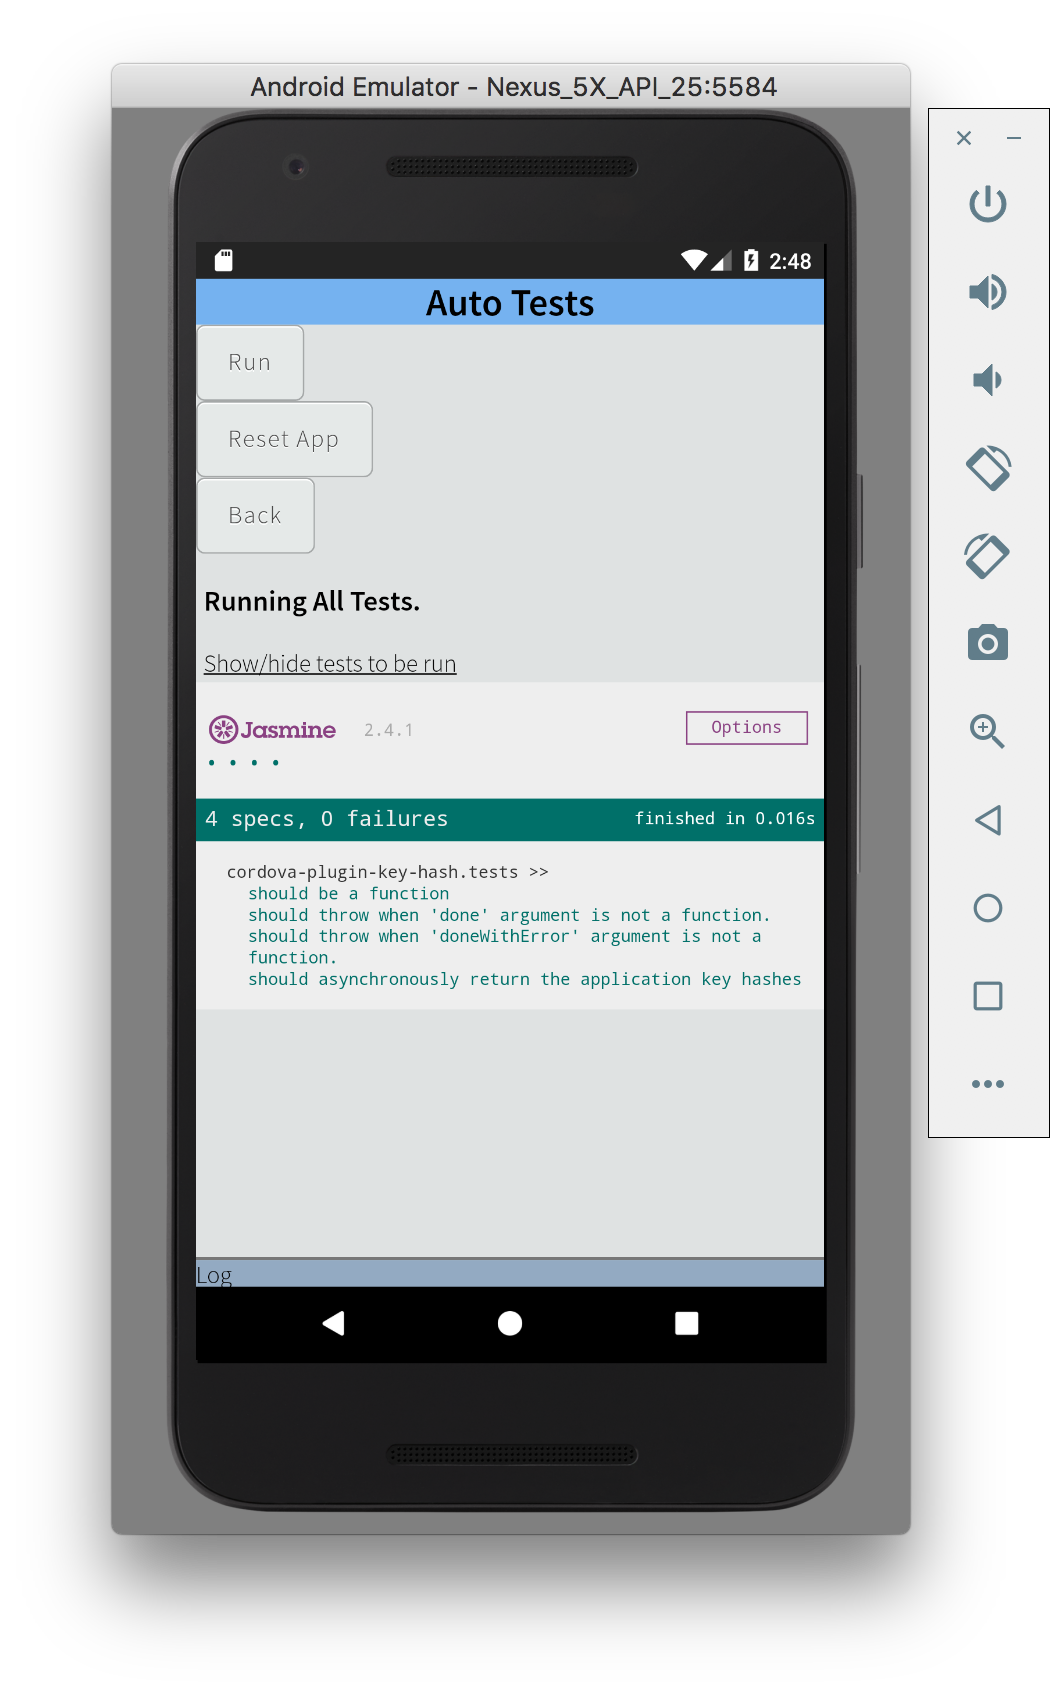 Android Emulator - Nexus_5X_API_25:5584
2:48
Auto Tests
Run
Reset App
Back
Running All Tests.
Show/hide tests to be run
Jasmine 2.4.1 Options
4 specs, 0 failures finished in 0.016s
cordova-plugin-key-hash.tests >>
should be a function
should throw when 'done' argument is not a function.
should throw when 'doneWithError' argument is not a
function.
should asynchronously return the application key hashes
Log